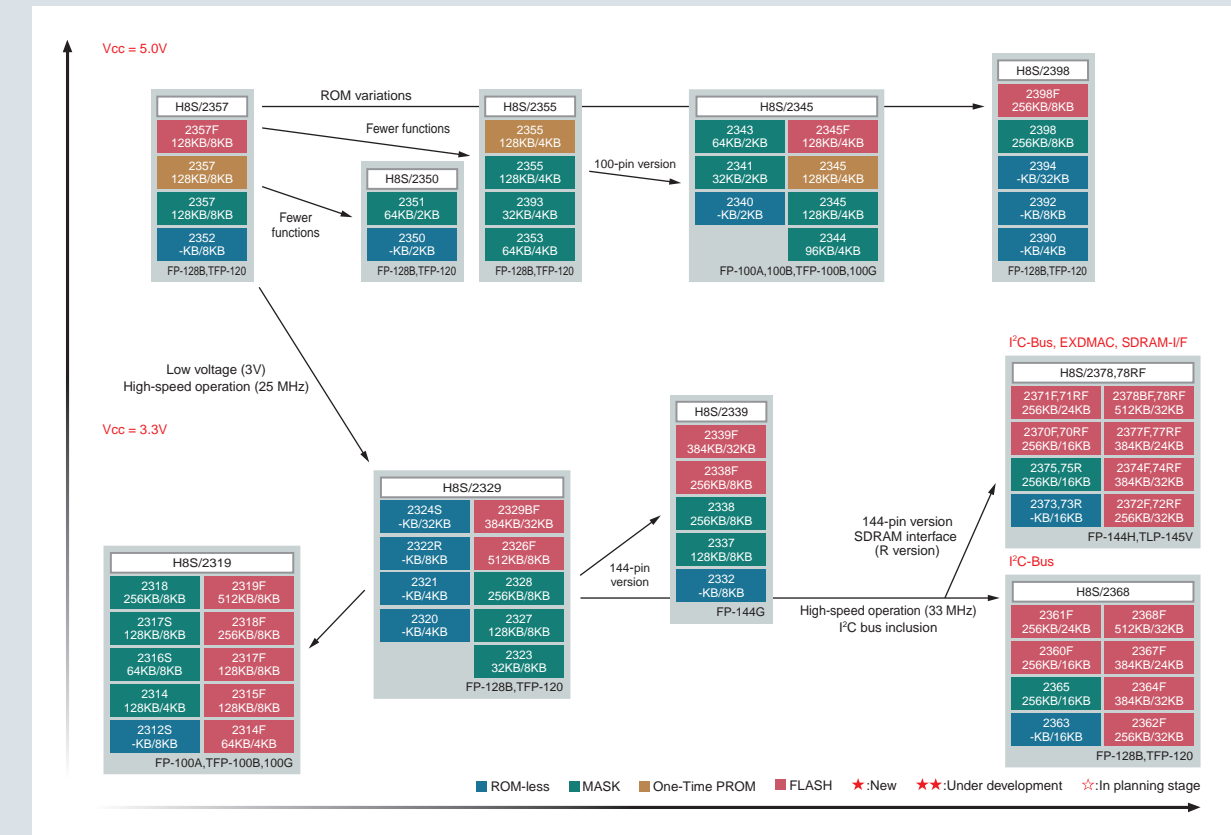 Vcc = 5.0V
H8S/2357
2357F
128KB/8KB
2357
128KB/8KB
2357
128KB/8KB
2352
-KB/8KB
FP-128B,TFP-120
ROM variations
Fewer functions
Fewer
functions
H8S/2350
2351
64KB/2KB
2350
-KB/2KB
FP-128B,TFP-120
H8S/2355
2355
128KB/4KB
2355
128KB/4KB
2393
32KB/4KB
2353
64KB/4KB
FP-128B,TFP-120
100-pin version
H8S/2345
2343
64KB/2KB
2341
32KB/2KB
2340
-KB/2KB
2345F
128KB/4KB
2345
128KB/4KB
2345
128KB/4KB
2344
96KB/4KB
FP-100A,100B,TFP-100B,100G
H8S/2398
2398F
256KB/8KB
2398
256KB/8KB
2394
-KB/32KB
2392
-KB/8KB
2390
-KB/4KB
FP-128B,TFP-120
Low voltage (3V)
High-speed operation (25 MHz)
Vcc = 3.3V
H8S/2319
2318
256KB/8KB
2317S
128KB/8KB
2316S
64KB/8KB
2314
128KB/4KB
2312S
-KB/8KB
2319F
512KB/8KB
2318F
256KB/8KB
2317F
128KB/8KB
2315F
128KB/8KB
2314F
64KB/4KB
FP-100A,TFP-100B,100G
H8S/2329
2324S
-KB/32KB
2322R
-KB/8KB
2321
-KB/4KB
2320
-KB/4KB
2329BF
384KB/32KB
2326F
512KB/8KB
2328
256KB/8KB
2327
128KB/8KB
2323
32KB/8KB
FP-128B,TFP-120
144-pin
version
H8S/2339
2339F
384KB/32KB
2338F
256KB/8KB
2338
256KB/8KB
2337
128KB/8KB
2332
-KB/8KB
FP-144G
144-pin version
SDRAM interface
(R version)
High-speed operation (33 MHz)
I²C bus inclusion
I²C-Bus, EXDMAC, SDRAM-I/F
H8S/2378,78RF
2371F,71RF
256KB/24KB
2370F,70RF
256KB/16KB
2375,75R
256KB/16KB
2373,73R
-KB/16KB
2378BF,78RF
512KB/32KB
2377F,77RF
384KB/24KB
2374F,74RF
384KB/32KB
2372F,72RF
256KB/32KB
FP-144H,TLP-145V
I²C-Bus
H8S/2368
2361F
256KB/24KB
2360F
256KB/16KB
2365
256KB/16KB
2363
-KB/16KB
2368F
512KB/32KB
2367F
384KB/24KB
2364F
384KB/32KB
2362F
256KB/32KB
FP-128B,TFP-120
ROM-less MASK One-Time PROM FLASH ★:New ★★:Under development ☆:In planning stage